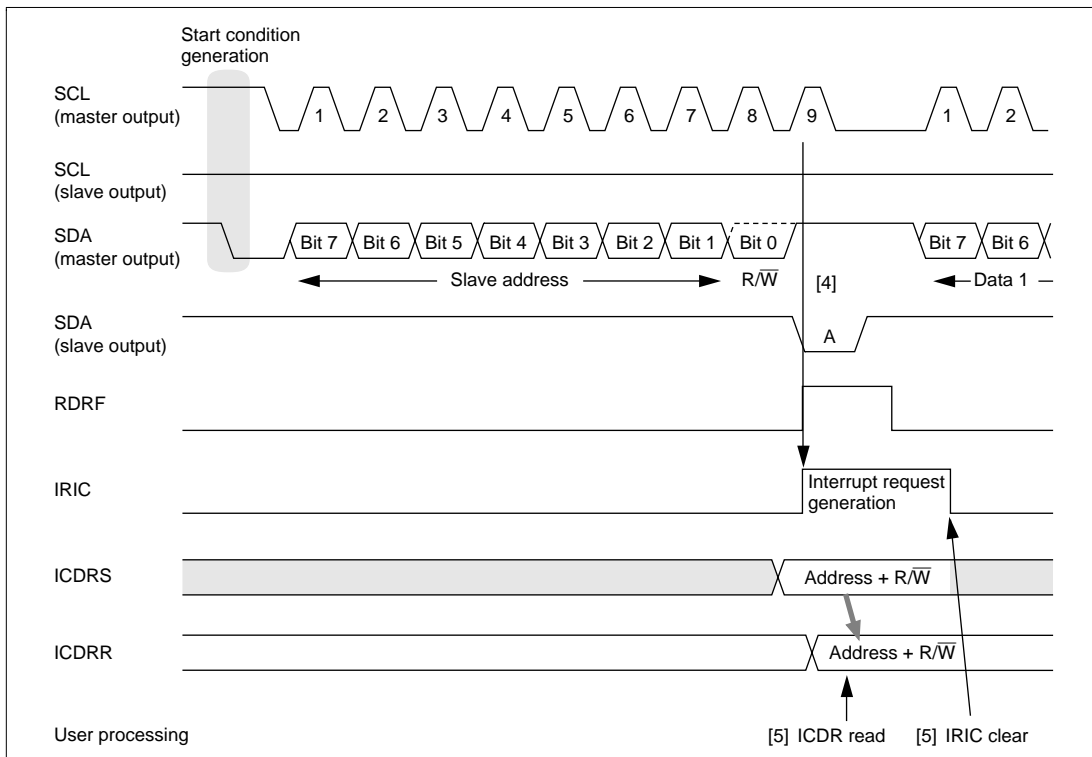 Start condition
generation
SCL
(master output)
1 2 3 4 5 6 7 8 9 1 2
SCL
(slave output)
SDA
(master output)
Bit 7 Bit 6 Bit 5 Bit 4 Bit 3 Bit 2 Bit 1 Bit 0 Bit 7 Bit 6
Slave address R/W̅ [4] Data 1
SDA
(slave output)
A
RDRF
IRIC
Interrupt request
generation
ICDRS
Address + R/W̅
ICDRR
Address + R/W̅
User processing
[5] ICDR read [5] IRIC clear